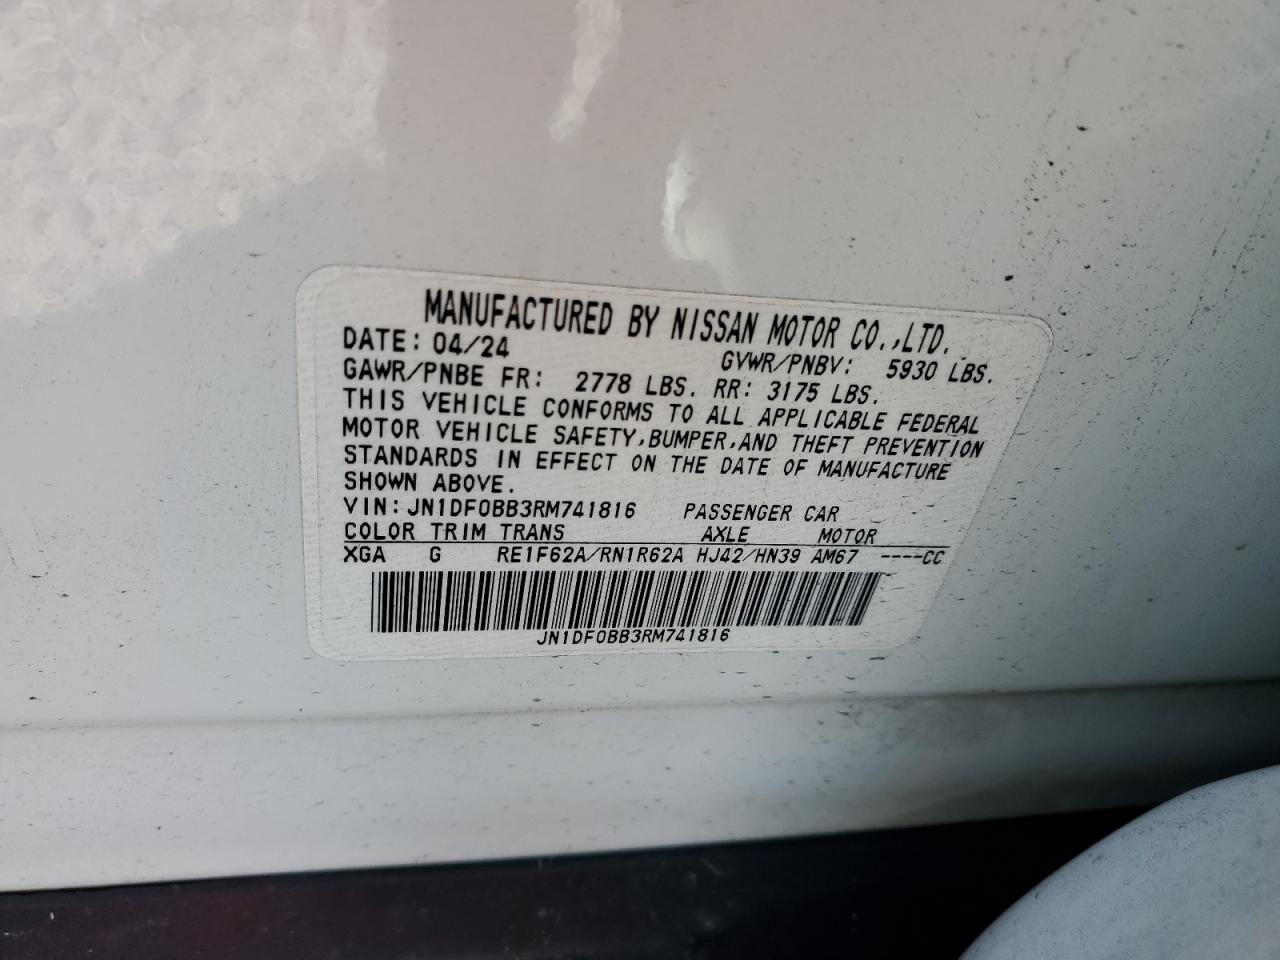 MANUFACTURED BY NISSAN MOTOR CO.,LTD.
DATE: 04/24 GVWR/PNBV: 5930 LBS.
GAWR/PNBE FR: 2778 LBS. RR: 3175 LBS.
THIS VEHICLE CONFORMS TO ALL APPLICABLE FEDERAL
MOTOR VEHICLE SAFETY,BUMPER,AND THEFT PREVENTION
STANDARDS IN EFFECT ON THE DATE OF MANUFACTURE
SHOWN ABOVE.
VIN: JN1DF0BB3RM741816 PASSENGER CAR
COLOR TRIM TRANS AXLE MOTOR
XGA G RE1F62A/RN1R62A HJ42/HN39 AM67 ----CC
JN1DF0BB3RM741816